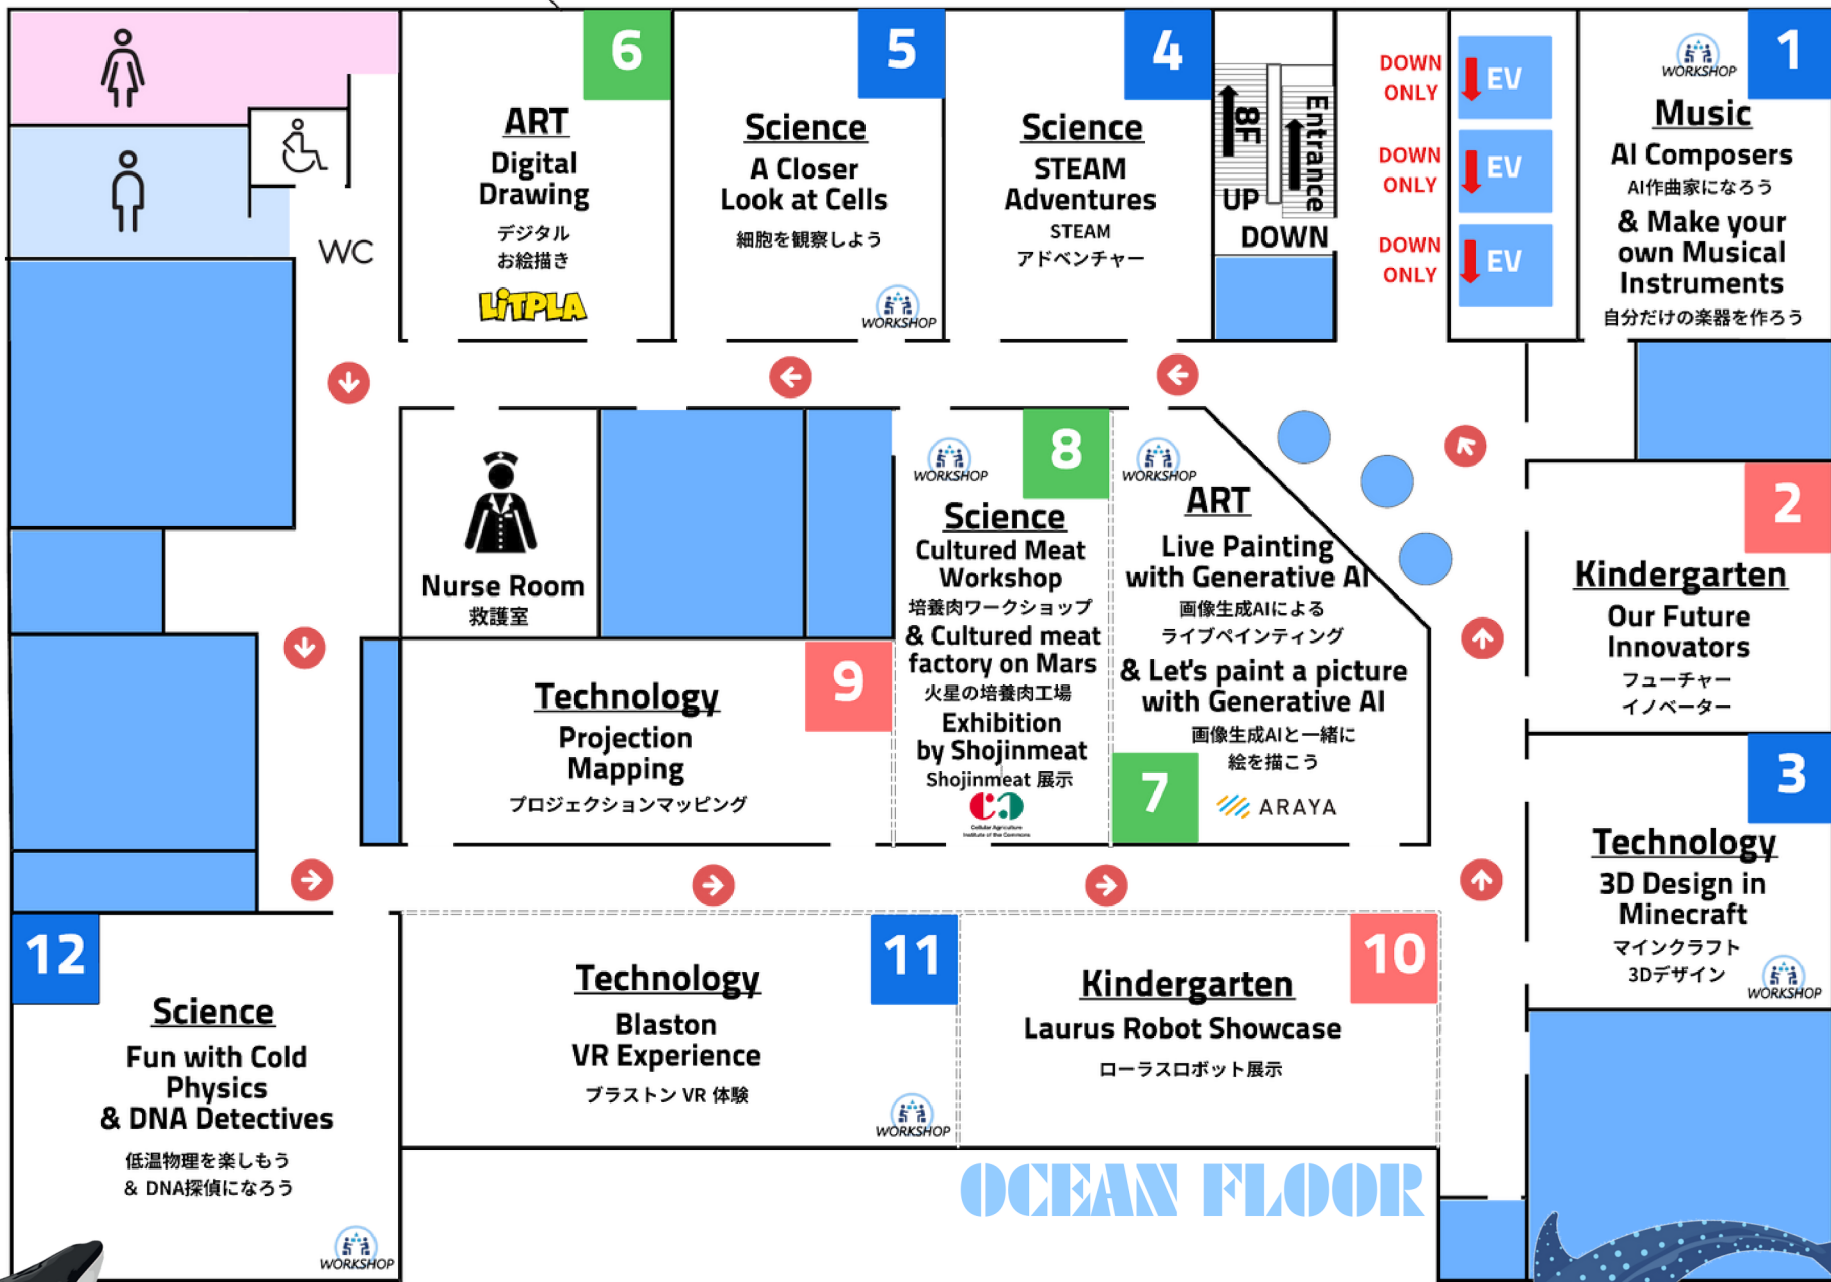 6
ART
Digital
Drawing
デジタル
お絵描き
LiTPLA
5
Science
A Closer
Look at Cells
細胞を観察しよう
WORKSHOP
4
Science
STEAM
Adventures
STEAM
アドベンチャー
8F
UP
Entrance
DOWN
DOWN
ONLY
EV
DOWN
ONLY
EV
DOWN
ONLY
EV
1
WORKSHOP
Music
AI Composers
AI作曲家になろう
& Make your
own Musical
Instruments
自分だけの楽器を作ろう
WC
Nurse Room
救護室
8
WORKSHOP
Science
Cultured Meat
Workshop
培養肉ワークショップ
& Cultured meat
factory on Mars
火星の培養肉工場
Exhibition
by Shojinmeat
Shojinmeat 展示
Cellular Agriculture
Institute of the Commons
WORKSHOP
ART
Live Painting
with Generative AI
画像生成AIによる
ライブペインティング
& Let's paint a picture
with Generative AI
画像生成AIと一緒に
絵を描こう
7
ARAYA
2
Kindergarten
Our Future
Innovators
フューチャー
イノベーター
9
Technology
Projection
Mapping
プロジェクションマッピング
3
Technology
3D Design in
Minecraft
マインクラフト
3Dデザイン
WORKSHOP
12
Science
Fun with Cold
Physics
& DNA Detectives
低温物理を楽しもう
& DNA探偵になろう
WORKSHOP
11
Technology
Blaston
VR Experience
ブラストン VR 体験
WORKSHOP
10
Kindergarten
Laurus Robot Showcase
ローラスロボット展示
OCEAN FLOOR